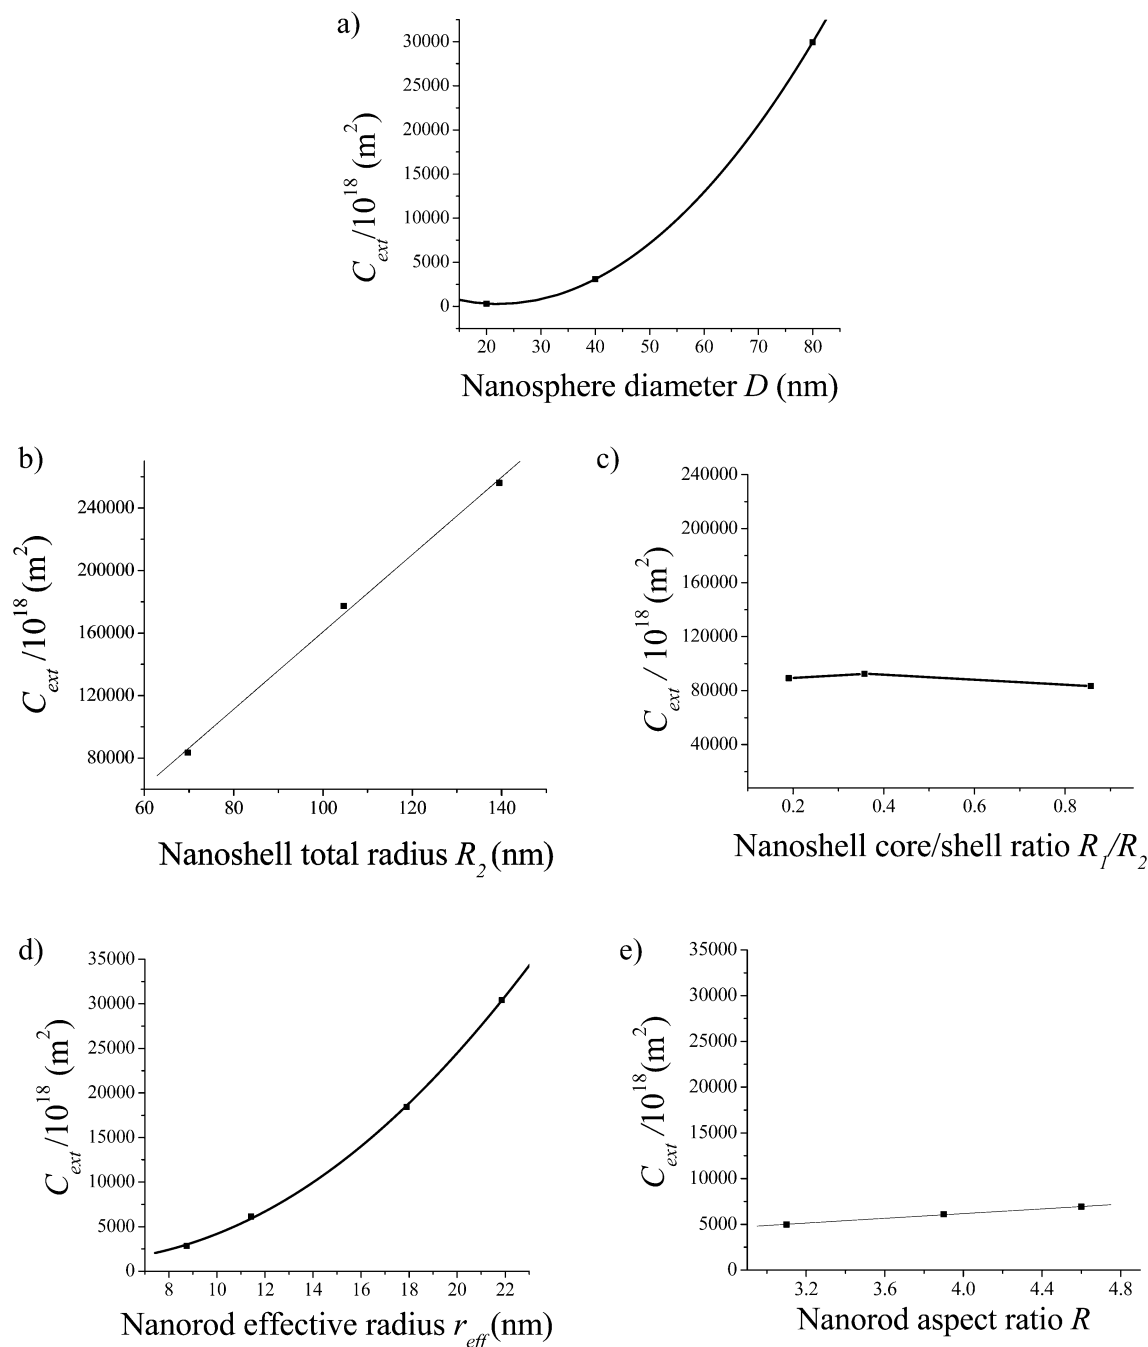 a)
30000
25000
20000
15000
10000
5000
0
C_ext/10^18 (m^2)
20 30 40 50 60 70 80
Nanosphere diameter D (nm)
b)
240000
200000
160000
120000
80000
C_ext/10^18 (m^2)
60 80 100 120 140
Nanoshell total radius R_2 (nm)
c)
240000
200000
160000
120000
80000
40000
C_ext/10^18 (m^2)
0.2 0.4 0.6 0.8
Nanoshell core/shell ratio R_1/R_2
d)
35000
30000
25000
20000
15000
10000
5000
0
C_ext/10^18 (m^2)
8 10 12 14 16 18 20 22
Nanorod effective radius r_eff (nm)
e)
35000
30000
25000
20000
15000
10000
5000
0
C_ext/10^18 (m^2)
3.2 3.6 4.0 4.4 4.8
Nanorod aspect ratio R